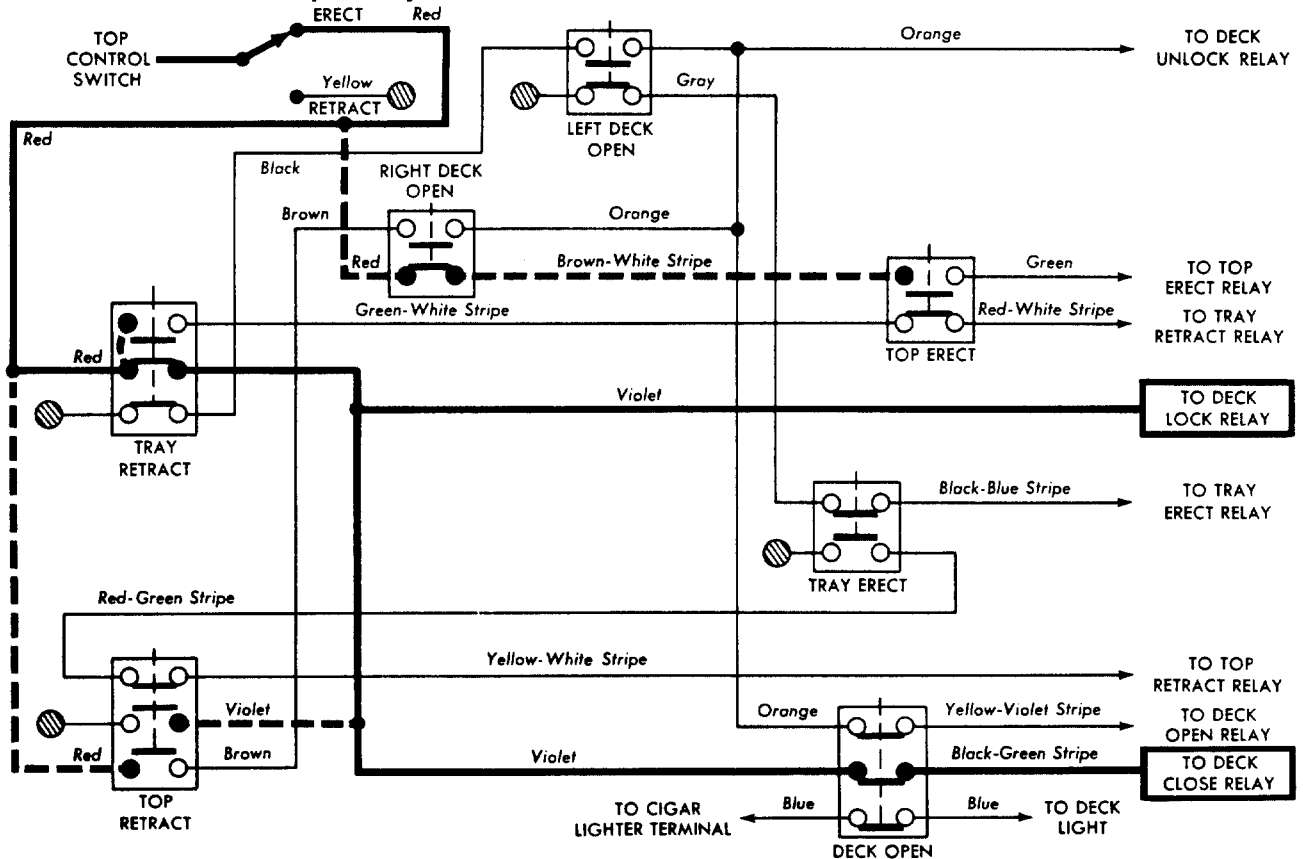 ERECT
Red
TOP
CONTROL
SWITCH
Yellow
RETRACT
Orange
TO DECK
UNLOCK RELAY
Gray
LEFT DECK
OPEN
Red
Black
RIGHT DECK
OPEN
Brown
Orange
Red
Brown-White Stripe
Green
TO TOP
ERECT RELAY
Green-White Stripe
Red-White Stripe
TO TRAY
RETRACT RELAY
TOP ERECT
Red
Violet
TO DECK
LOCK RELAY
TRAY
RETRACT
Black-Blue Stripe
TO TRAY
ERECT RELAY
TRAY ERECT
Red-Green Stripe
Yellow-White Stripe
TO TOP
RETRACT RELAY
Violet
Orange
Yellow-Violet Stripe
TO DECK
OPEN RELAY
Red
Brown
Violet
Black-Green Stripe
TO DECK
CLOSE RELAY
TOP
RETRACT
TO CIGAR
LIGHTER TERMINAL
Blue
Blue
TO DECK
LIGHT
DECK OPEN